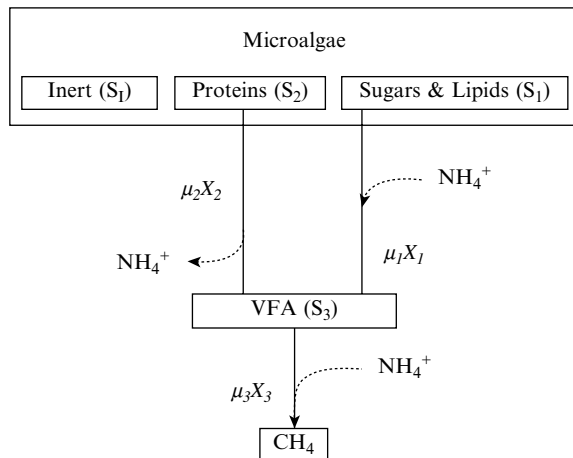 Microalgae
Inert (S_I) Proteins (S_2) Sugars & Lipids (S_1)
NH_4^+
μ_2X_2
NH_4^+
μ_1X_1
VFA (S_3)
NH_4^+
μ_3X_3
CH_4